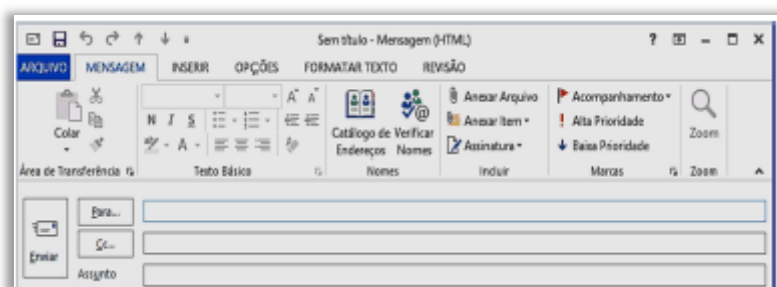 Sem título - Mensagem (HTML)
ARQUIVO MENSAGEM INSERIR OPÇÕES FORMATAR TEXTO REVISÃO
Colar
N I S
A A
Catálogo de Endereços
Verificar Nomes
Anexar Arquivo
Anexar Item
Assinatura
Acompanhamento
! Alta Prioridade
Baixa Prioridade
Zoom
Área de Transferência Texto Básico Nomes Incluir Marcas Zoom
Para...
Cc...
Enviar
Assunto